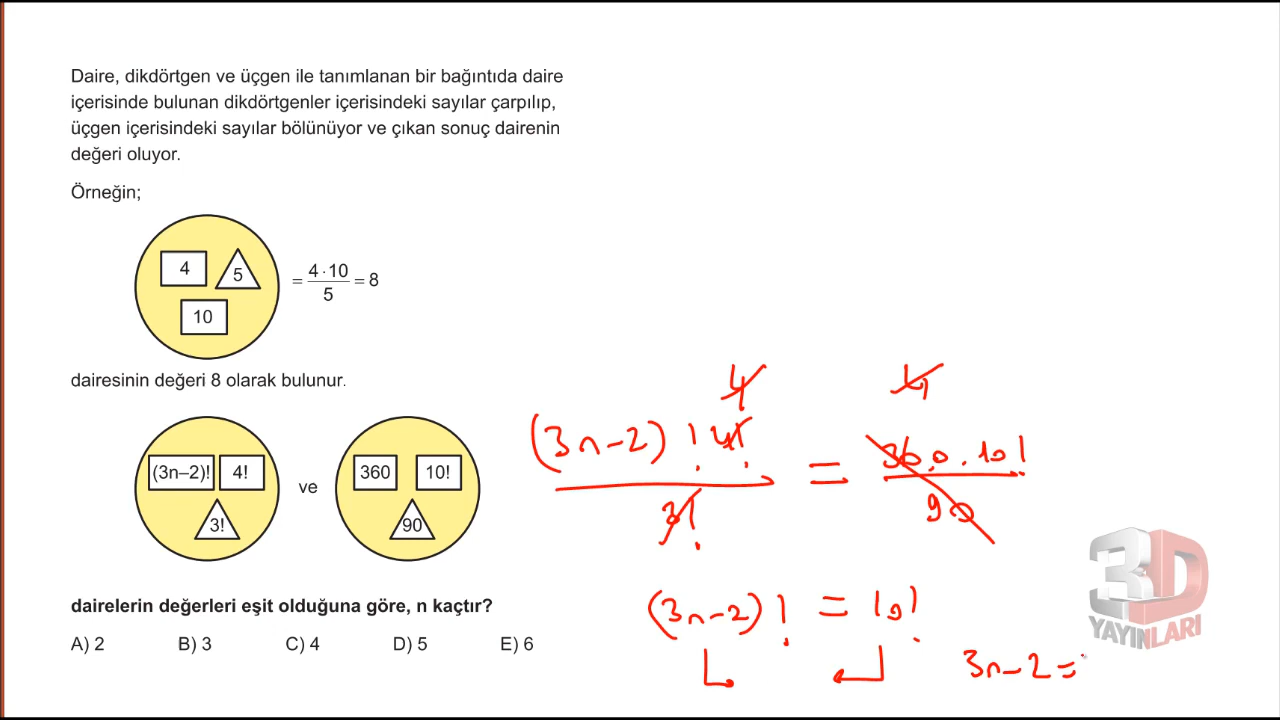 Daire, dikdörtgen ve üçgen ile tanımlanan bir bağıntıda daire
içerisinde bulunan dikdörtgenler içerisindeki sayılar çarpılıp,
üçgen içerisindeki sayılar bölünüyor ve çıkan sonuç dairenin
değeri oluyor.
Örneğin;
4
5
10
= 4·10 / 5 = 8
dairesinin değeri 8 olarak bulunur.
(3n–2)! 4!
3!
ve
360 10!
90
dairelerin değerleri eşit olduğuna göre, n kaçtır?
A) 2 B) 3 C) 4 D) 5 E) 6
4 4
(3n-2)! 4! = 360.10!
3! 90
(3n-2)! = 10!
3n-2=
3D
YAYINLARI